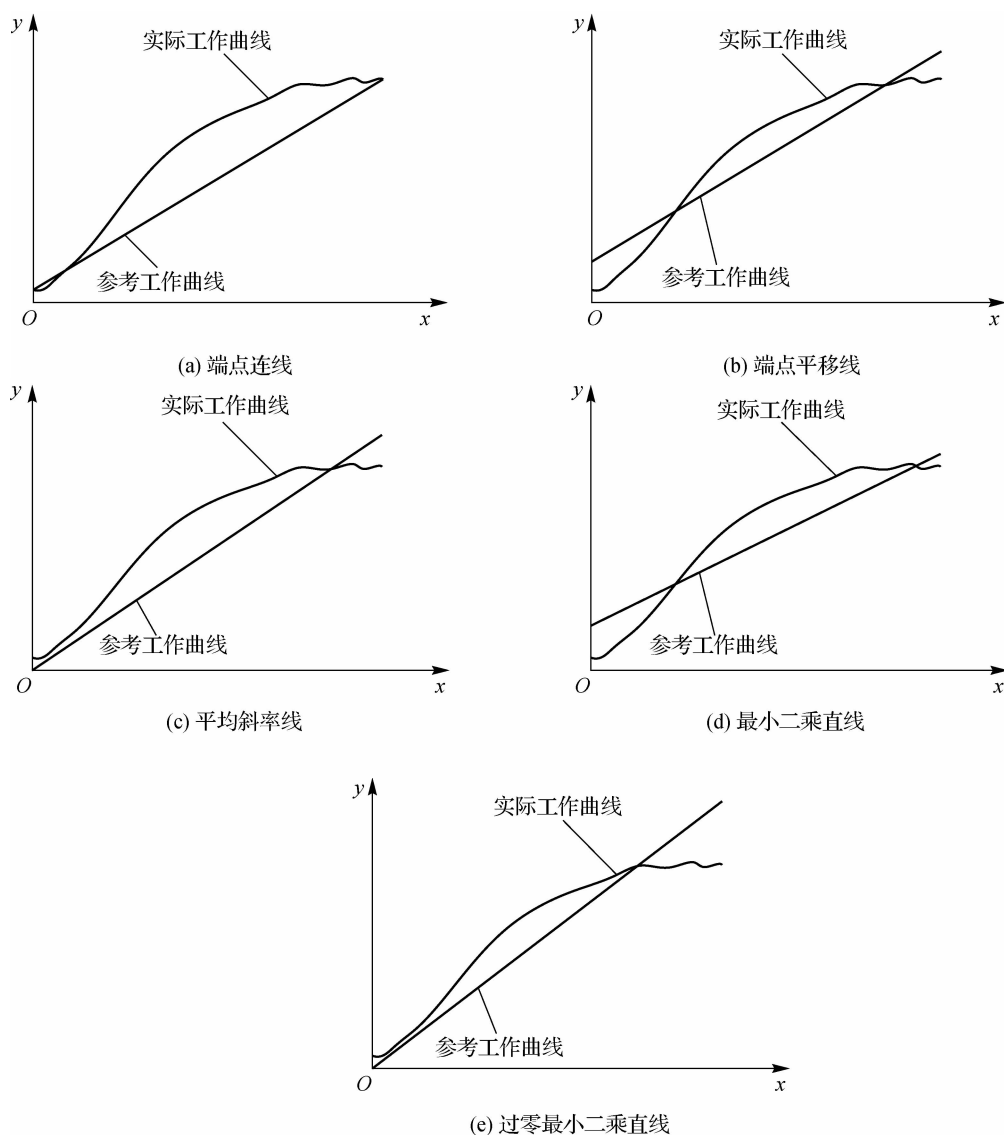 y
实际工作曲线
参考工作曲线
O
x
(a) 端点连线
y
实际工作曲线
参考工作曲线
O
x
(b) 端点平移线
y
实际工作曲线
参考工作曲线
O
x
(c) 平均斜率线
y
实际工作曲线
参考工作曲线
O
x
(d) 最小二乘直线
y
实际工作曲线
参考工作曲线
O
x
(e) 过零最小二乘直线